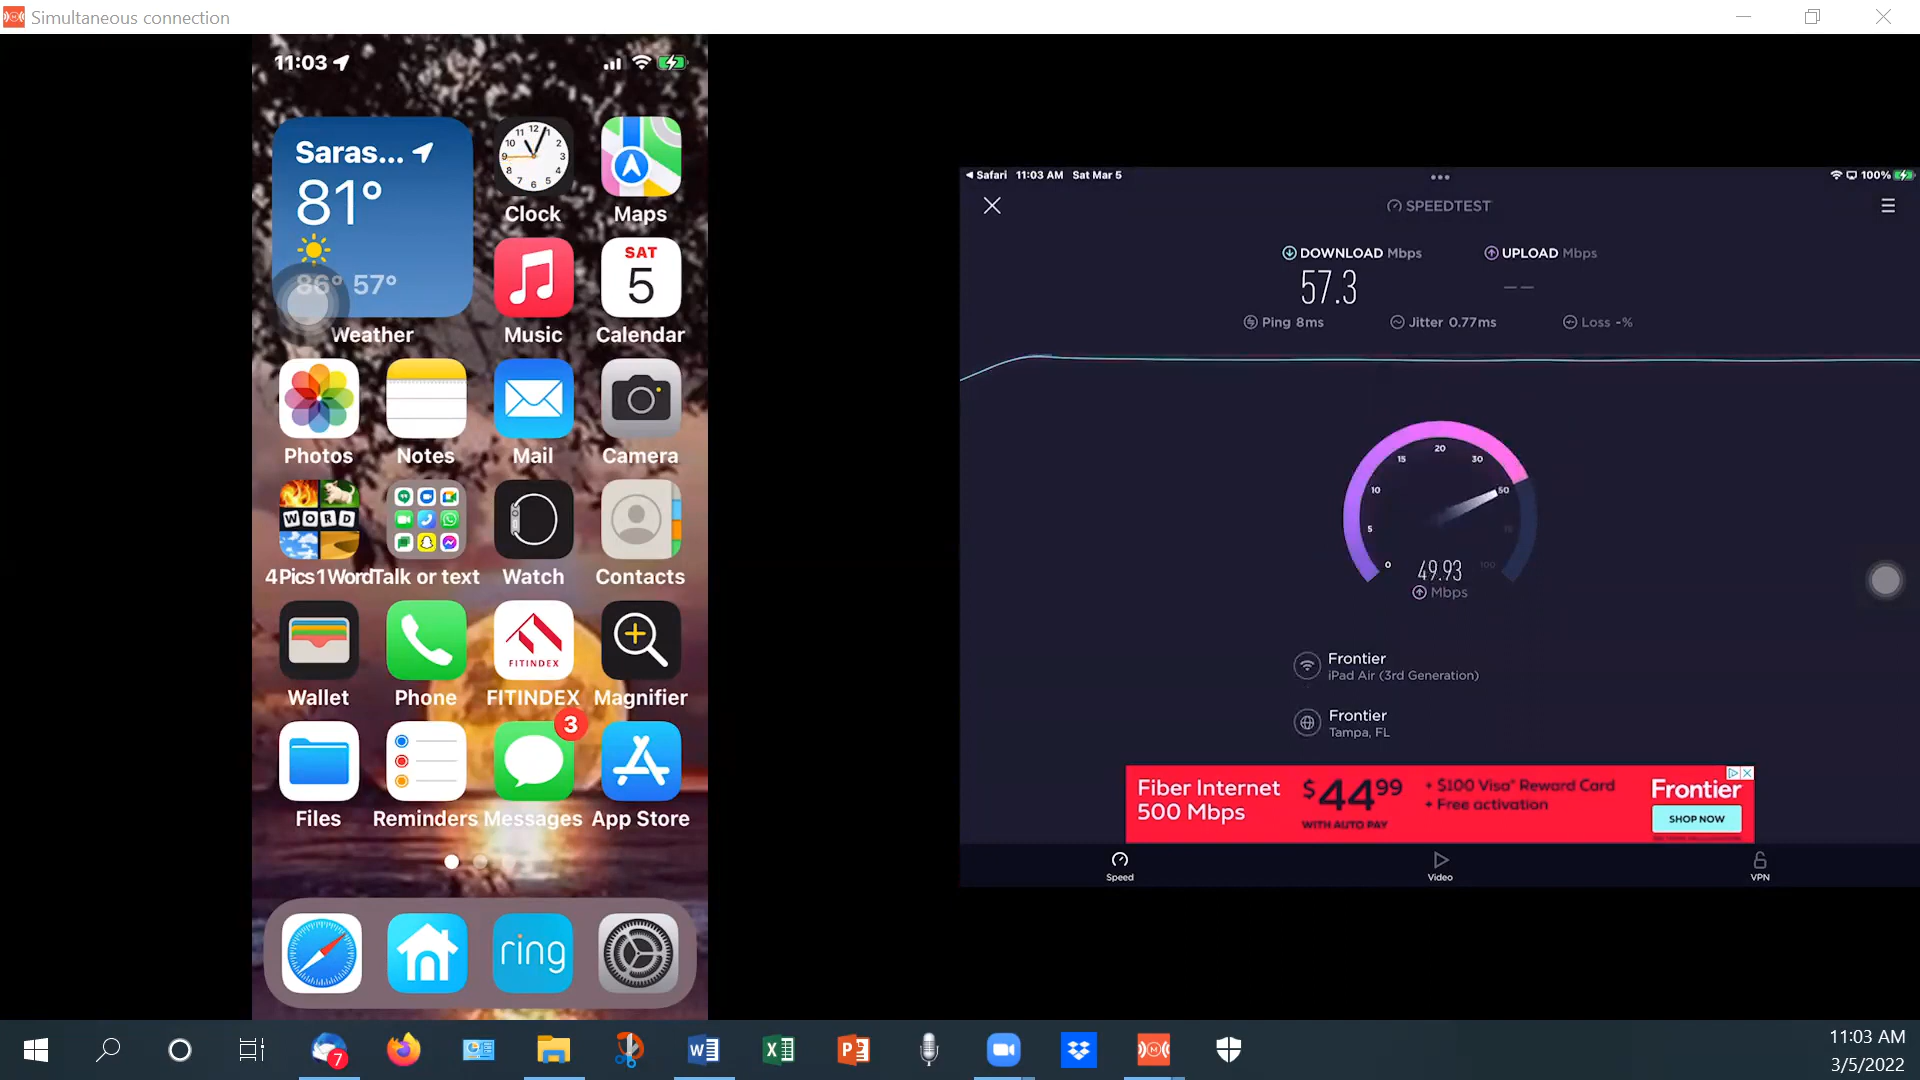 Simultaneous connection
11:03
Saras...
81°
86° 57°
Weather
Clock
Maps
Music
SAT
5
Calendar
Photos
Notes
Mail
Camera
WORD
4Pics1Word
Talk or text
Watch
Contacts
Wallet
Phone
FITINDEX
FITINDEX
Magnifier
Files
Reminders
3
Messages
App Store
ring
Safari 11:03 AM Sat Mar 5
100%
SPEEDTEST
DOWNLOAD Mbps
57.3
UPLOAD Mbps
— —
Ping 8ms
Jitter 0.77ms
Loss -%
0
5
10
15
20
30
50
75
100
49.93
Mbps
Frontier
iPad Air (3rd Generation)
Frontier
Tampa, FL
Fiber Internet
500 Mbps
$44.99
WITH AUTO PAY
+ $100 Visa® Reward Card
+ Free activation
Frontier
SHOP NOW
Speed
Video
VPN
7
11:03 AM
3/5/2022